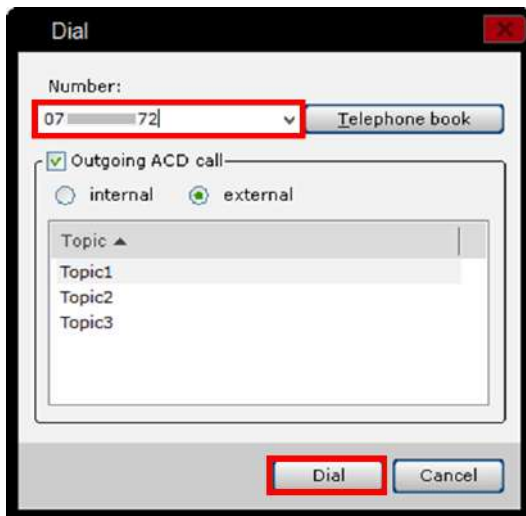 Dial
Number:
07 72
Telephone book
Outgoing ACD call
internal external
Topic
Topic1
Topic2
Topic3
Dial Cancel